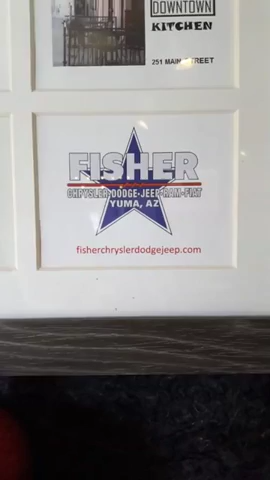 DOWNTOWN
KITCHEN
251 MAIN STREET
FISHER
CHRYSLER·DODGE·JEEP·RAM·FIAT
YUMA, AZ
fisherchryslerdodgejeep.com